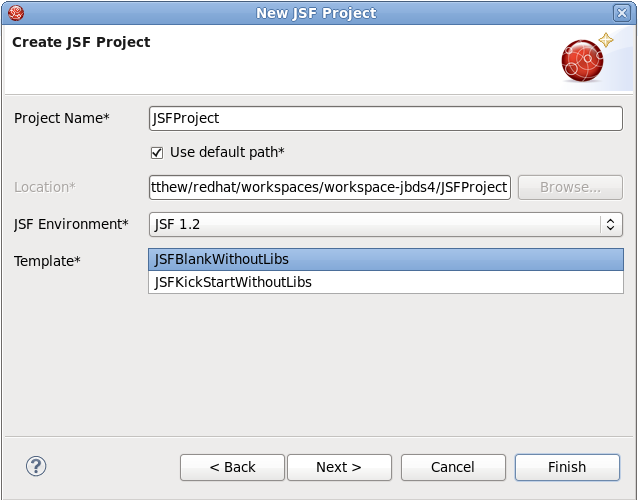 New JSF Project
Create JSF Project
Project Name* JSFProject
Use default path*
Location* tthew/redhat/workspaces/workspace-jbds4/JSFProject Browse...
JSF Environment* JSF 1.2
Template* JSFBlankWithoutLibs
JSFKickStartWithoutLibs
? < Back Next > Cancel Finish